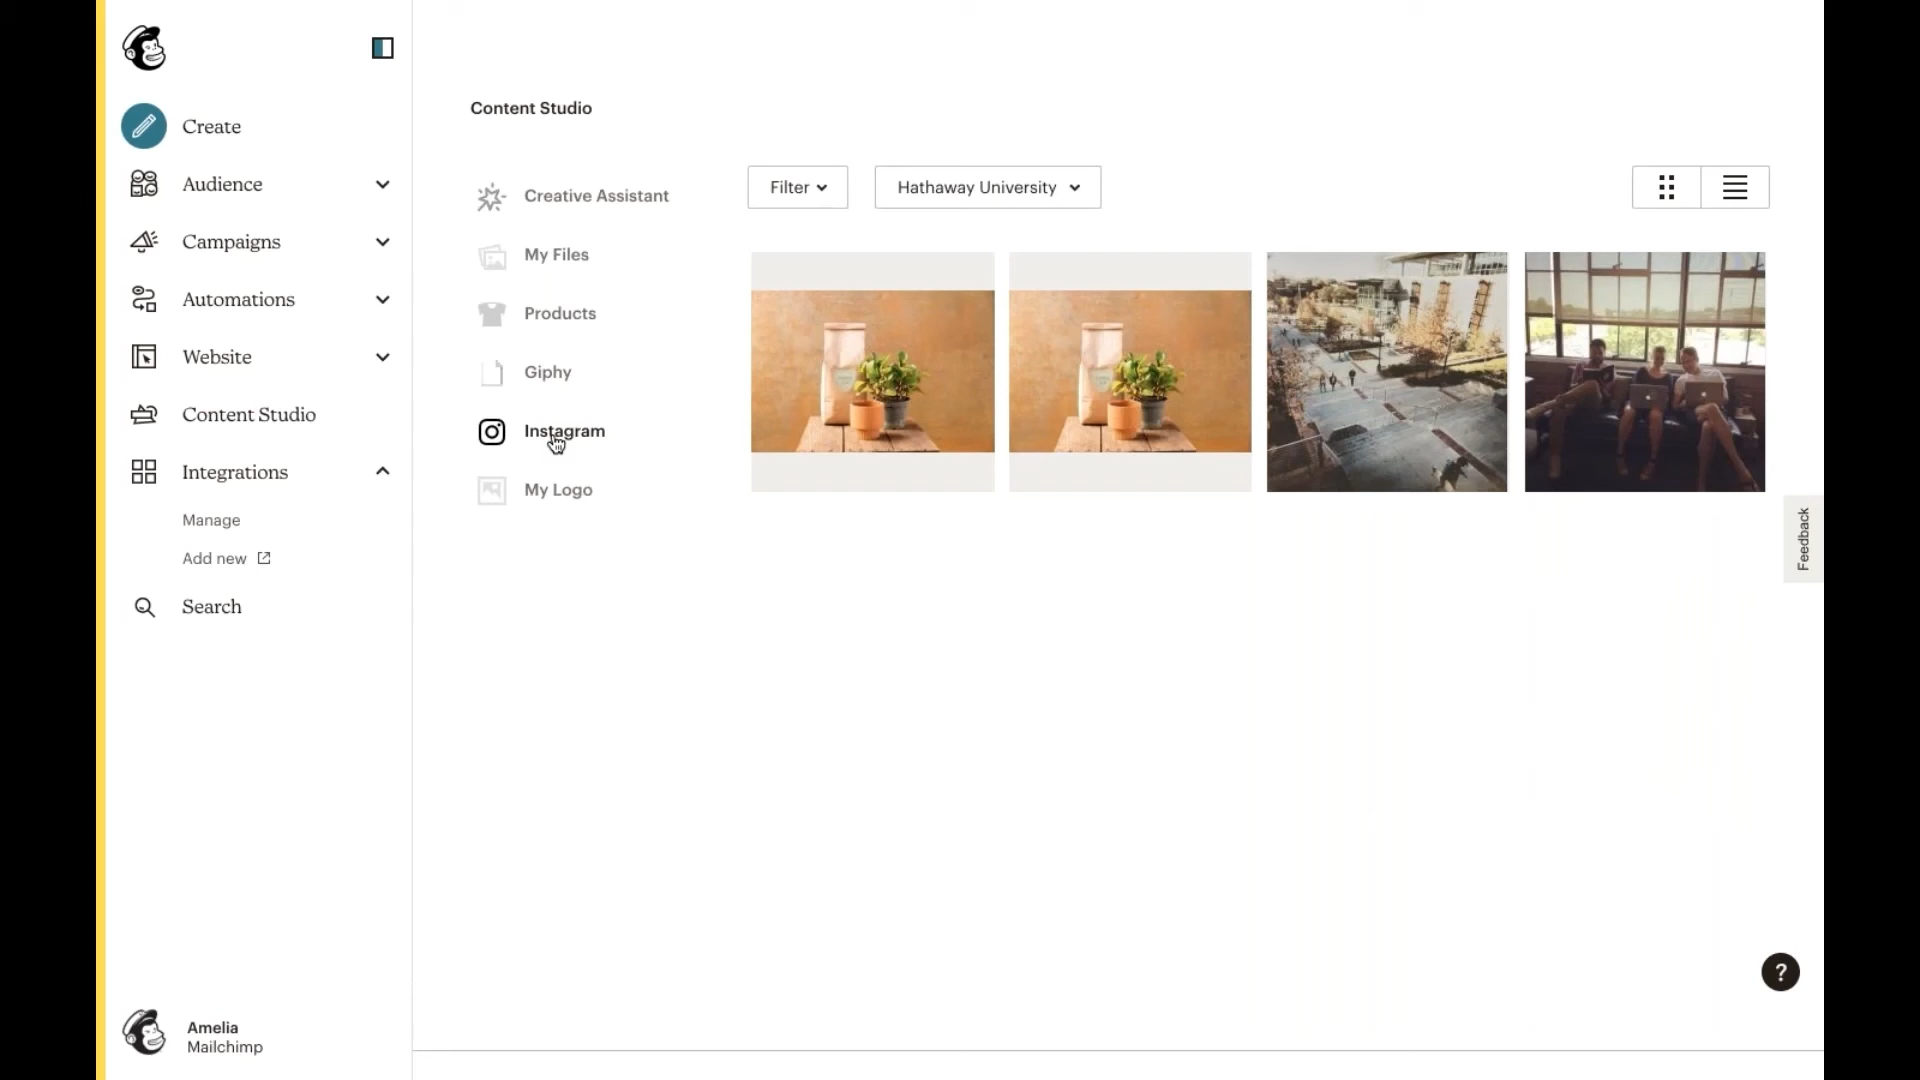 Create
Audience
Campaigns
Automations
Website
Content Studio
Integrations
Manage
Add new
Search
Amelia
Mailchimp
Content Studio
Creative Assistant
My Files
Products
Giphy
Instagram
My Logo
Filter
Hathaway University
Feedback
?